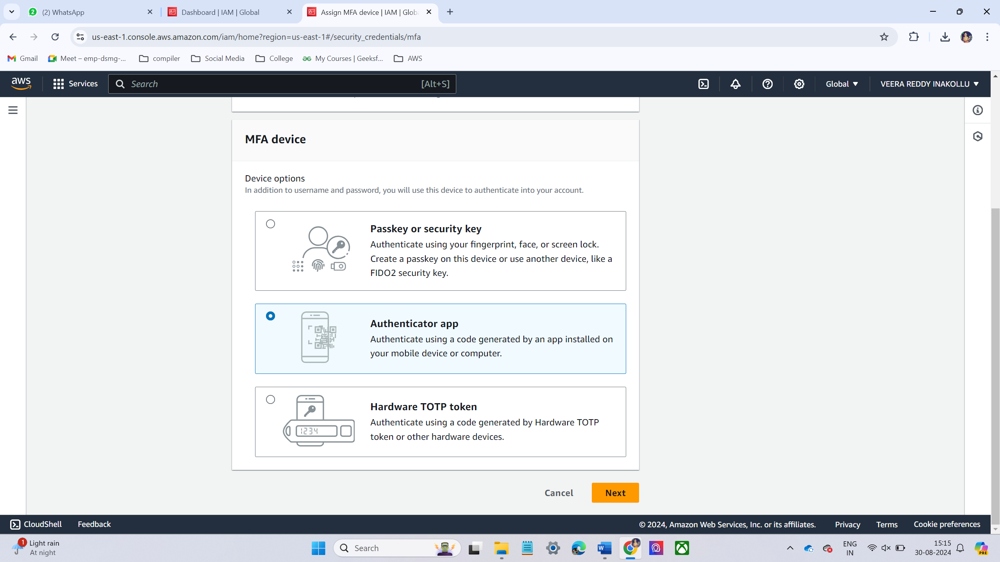 2
(2) WhatsApp
Dashboard | IAM | Global
Assign MFA device | IAM | Glob
us-east-1.console.aws.amazon.com/iam/home?region=us-east-1#/security_credentials/mfa
Gmail
Meet – emp-dsmg-...
compiler
Social Media
College
My Courses | Geeksf...
AWS
aws
Services
Search
[Alt+S]
Global
VEERA REDDY INAKOLLU
MFA device
Device options
In addition to username and password, you will use this device to authenticate into your account.
Passkey or security key
Authenticate using your fingerprint, face, or screen lock.
Create a passkey on this device or use another device, like a
FIDO2 security key.
Authenticator app
Authenticate using a code generated by an app installed on
your mobile device or computer.
Hardware TOTP token
Authenticate using a code generated by Hardware TOTP
token or other hardware devices.
1234
Cancel
Next
CloudShell
Feedback
© 2024, Amazon Web Services, Inc. or its affiliates.
Privacy
Terms
Cookie preferences
1
Light rain
At night
Search
ENG
IN
15:15
30-08-2024
PRE